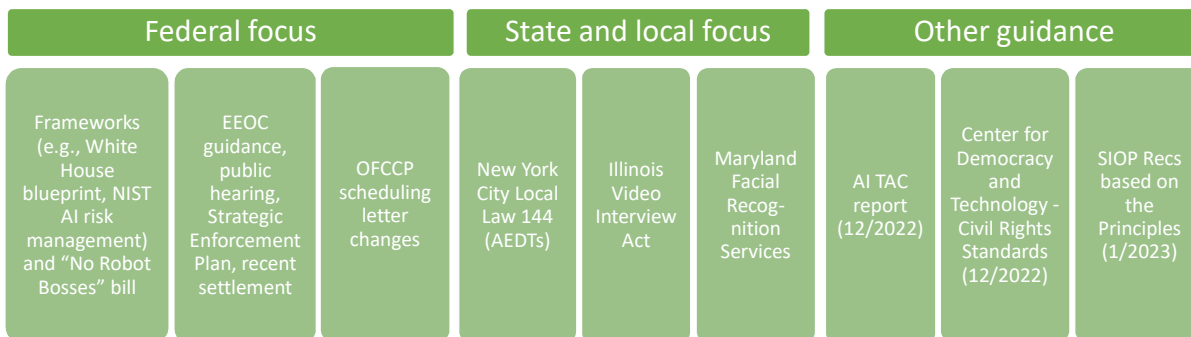 Federal focus
State and local focus
Other guidance
Frameworks
(e.g., White
House
blueprint, NIST
AI risk
management)
and “No Robot
Bosses” bill
EEOC
guidance,
public
hearing,
Strategic
Enforcement
Plan, recent
settlement
OFCCP
scheduling
letter
changes
New York
City Local
Law 144
(AEDTs)
Illinois
Video
Interview
Act
Maryland
Facial
Recog-
nition
Services
AI TAC
report
(12/2022)
Center for
Democracy
and
Technology -
Civil Rights
Standards
(12/2022)
SIOP Recs
based on
the
Principles
(1/2023)